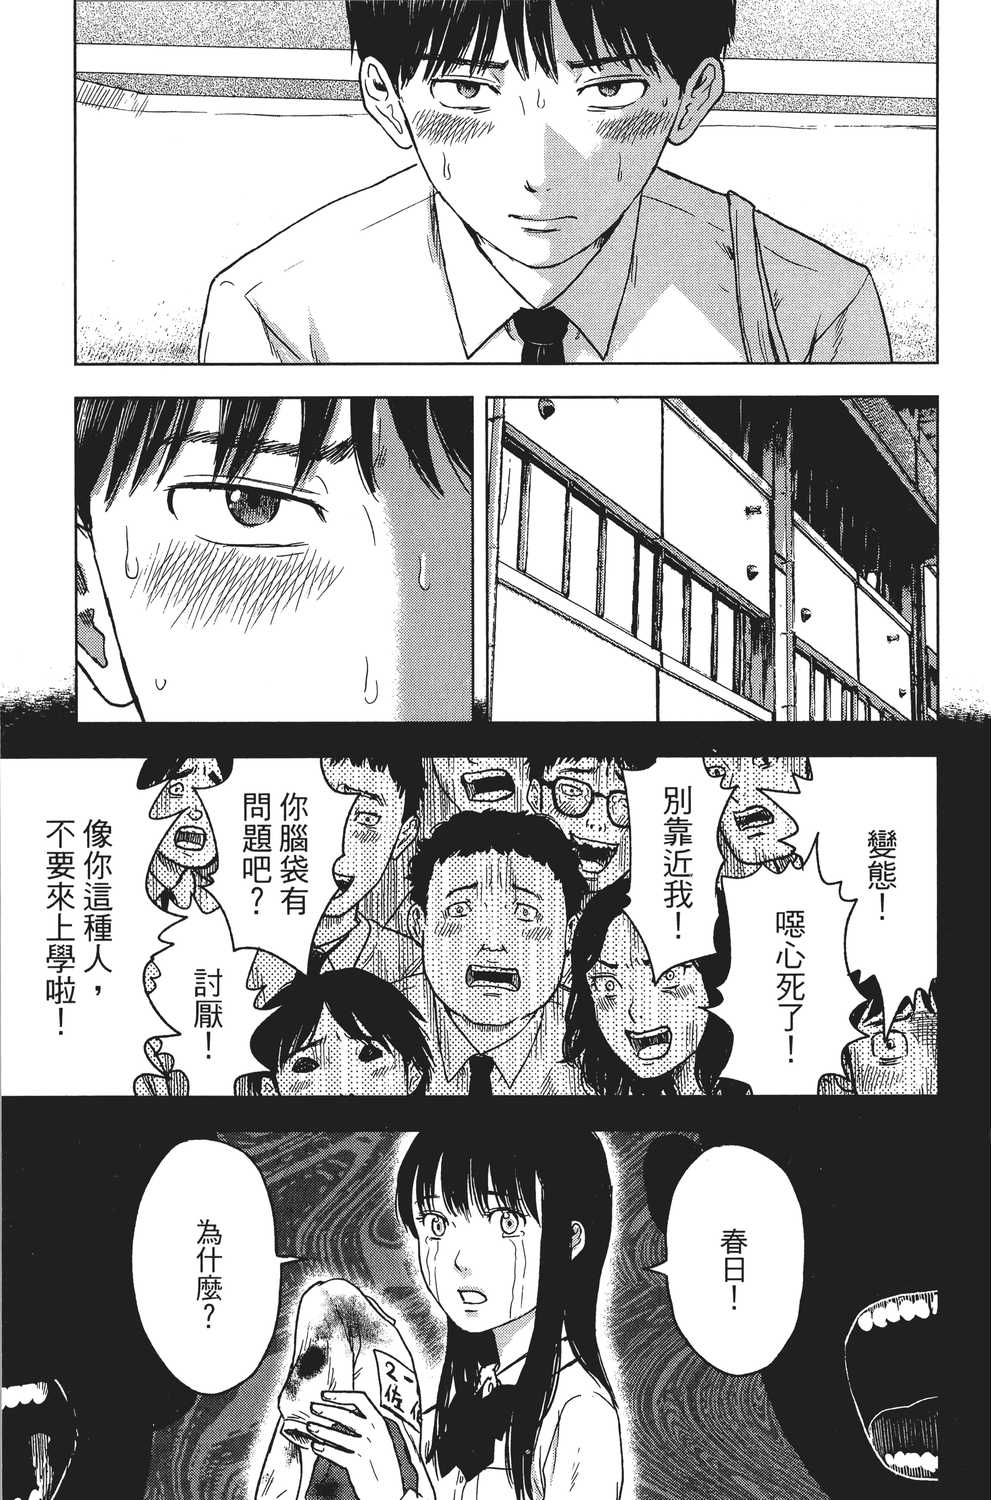 變態！
噁心死了！
別靠近我！
你腦袋有
問題吧？
討厭！
像你這種人，
不要來上學啦！
春日！
為什麼？
2－
佐伯